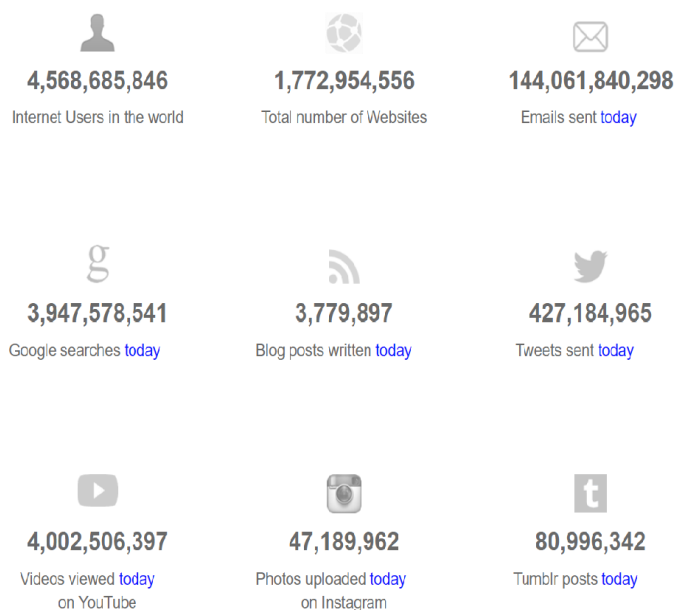 4,568,685,846
Internet Users in the world
1,772,954,556
Total number of Websites
144,061,840,298
Emails sent today
g
3,947,578,541
Google searches today
3,779,897
Blog posts written today
427,184,965
Tweets sent today
4,002,506,397
Videos viewed today
on YouTube
47,189,962
Photos uploaded today
on Instagram
t
80,996,342
Tumblr posts today